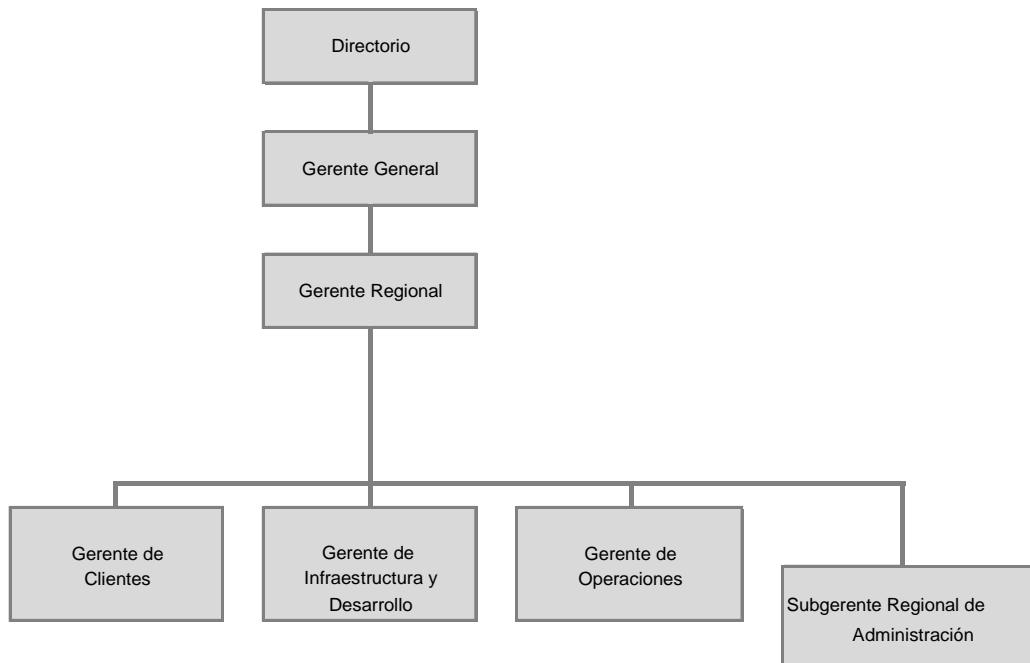 Directorio
Gerente General
Gerente Regional
Gerente de
Clientes
Gerente de
Infraestructura y
Desarrollo
Gerente de
Operaciones
Subgerente Regional de
Administración